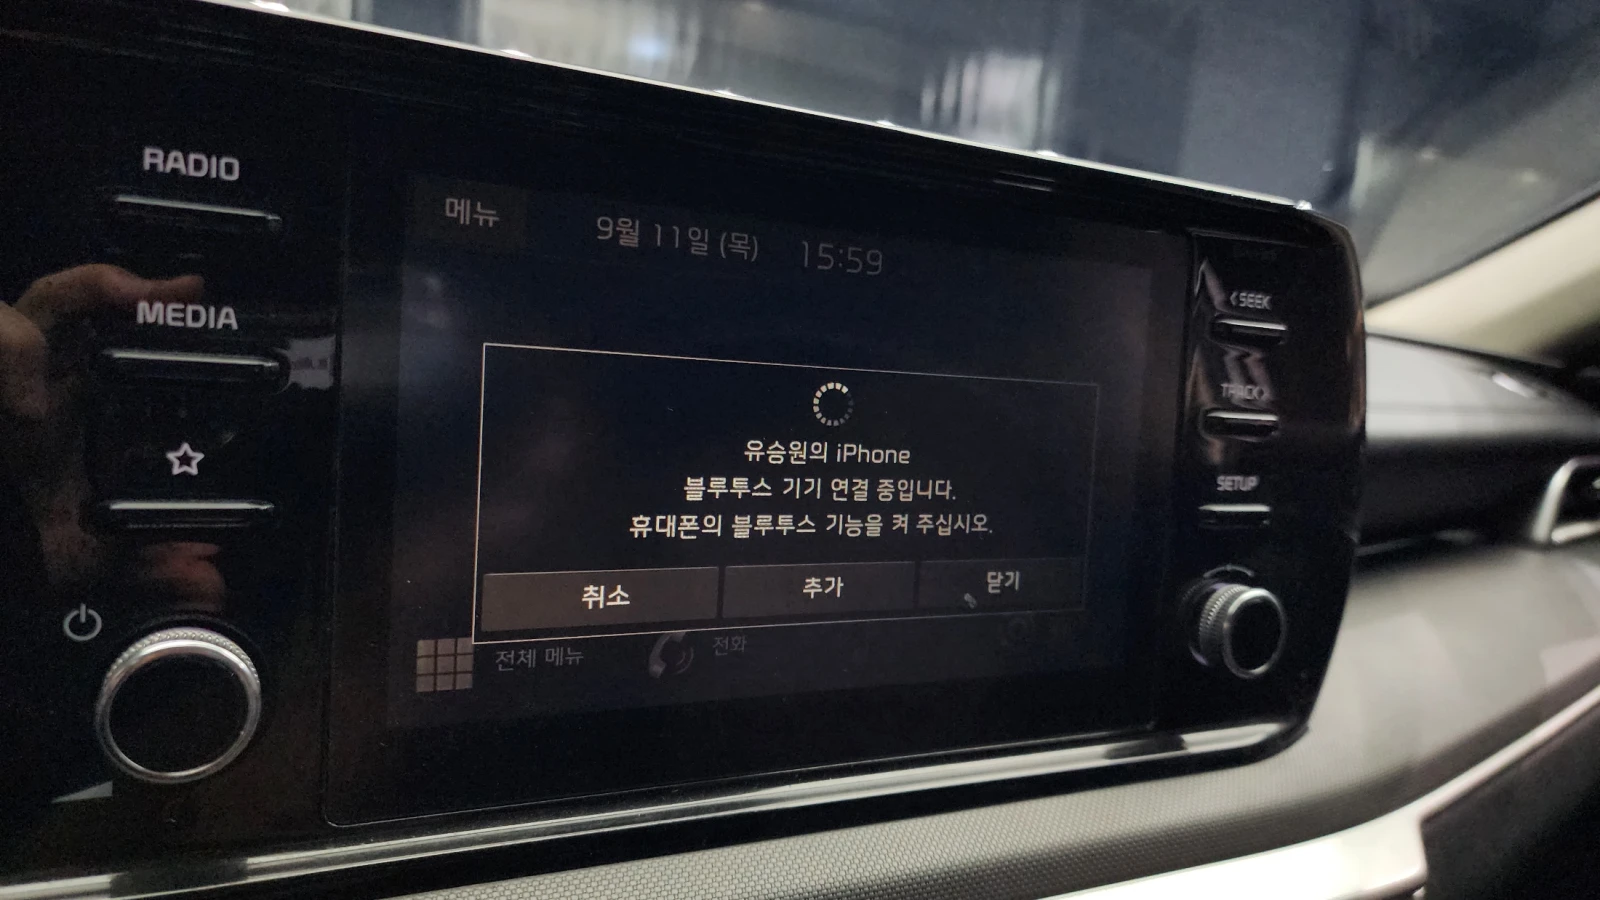 RADIO
MEDIA
메뉴
9월 11일 (목) 15:59
유승원의 iPhone
블루투스 기기 연결 중입니다.
휴대폰의 블루투스 기능을 켜 주십시오.
취소 추가 닫기
전체 메뉴 전화
< SEEK
TRACK >
SETUP